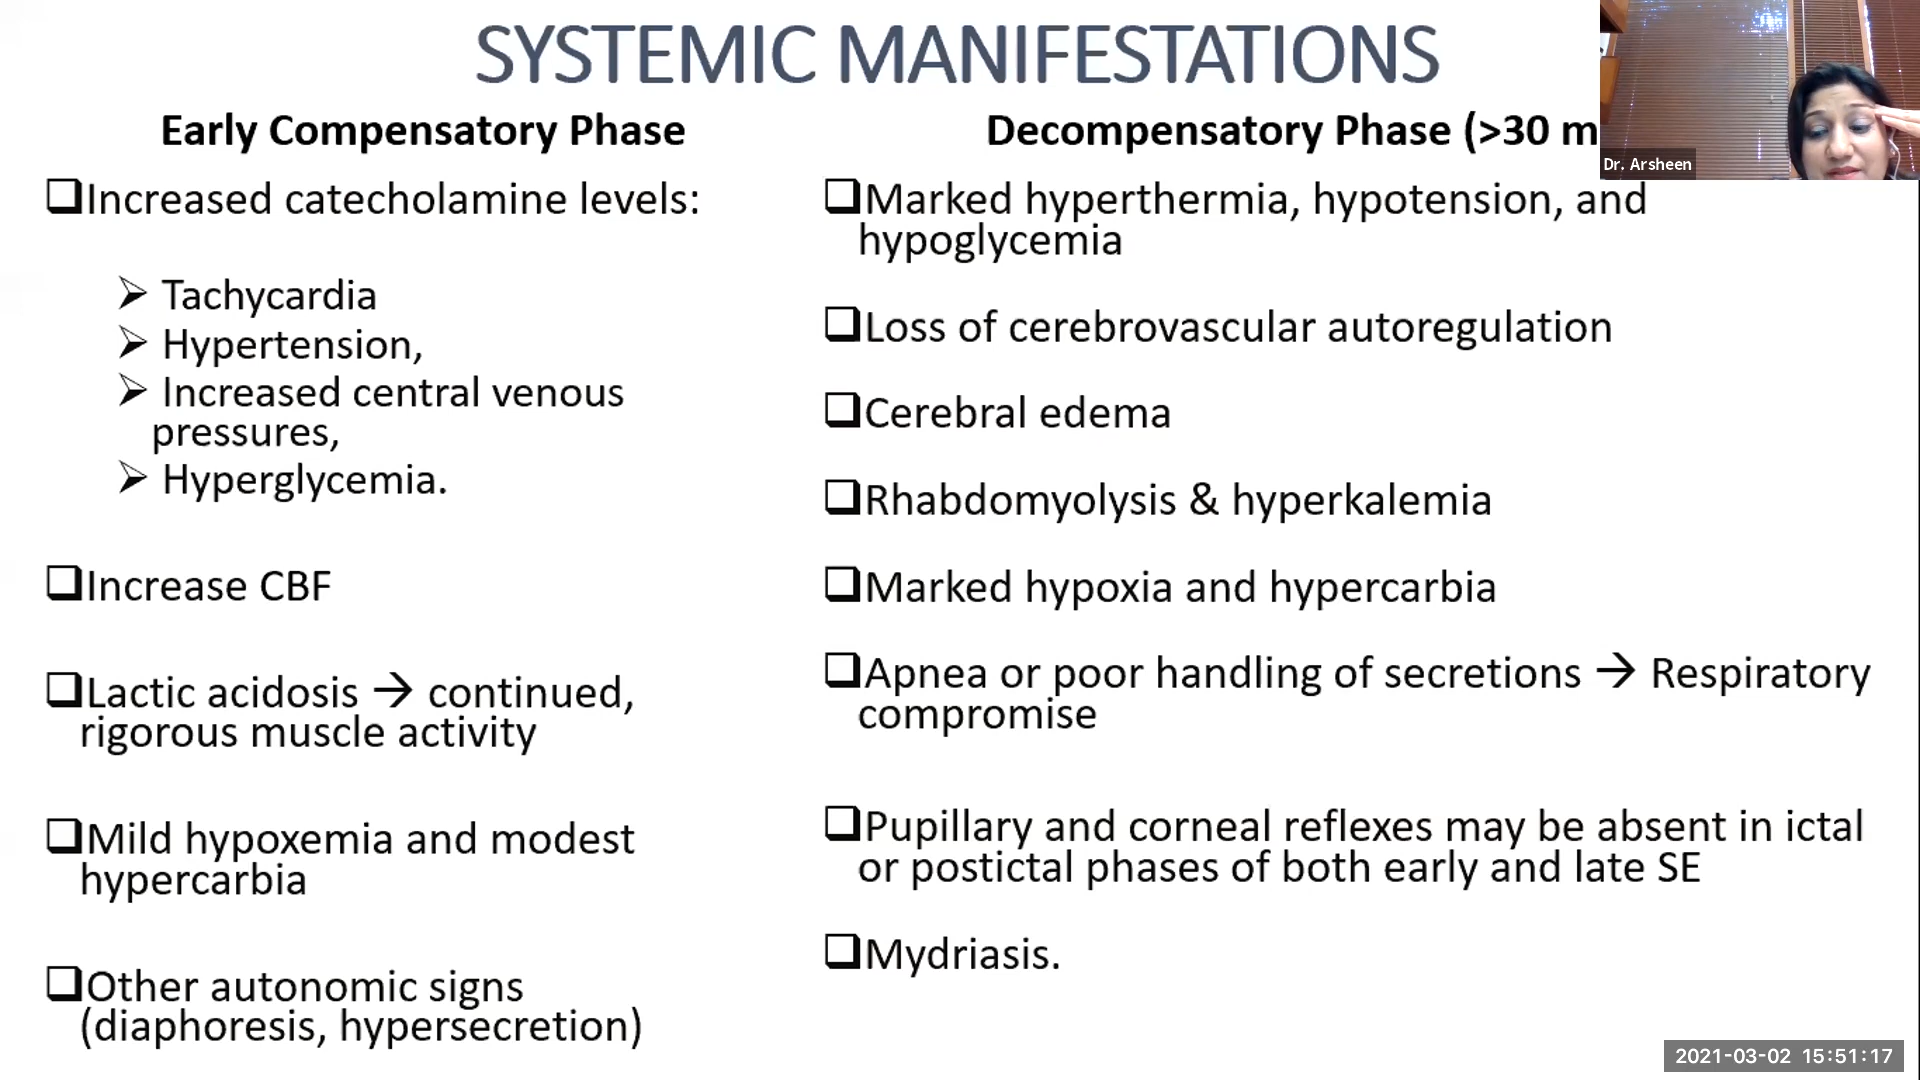 SYSTEMIC MANIFESTATIONS
Early Compensatory Phase
Increased catecholamine levels:
Tachycardia
Hypertension,
Increased central venous
pressures,
Hyperglycemia.
Increase CBF
Lactic acidosis → continued,
rigorous muscle activity
Mild hypoxemia and modest
hypercarbia
Other autonomic signs
(diaphoresis, hypersecretion)
Decompensatory Phase (>30 m
Marked hyperthermia, hypotension, and
hypoglycemia
Loss of cerebrovascular autoregulation
Cerebral edema
Rhabdomyolysis & hyperkalemia
Marked hypoxia and hypercarbia
Apnea or poor handling of secretions → Respiratory
compromise
Pupillary and corneal reflexes may be absent in ictal
or postictal phases of both early and late SE
Mydriasis.
Dr. Arsheen
2021-03-02 15:51:17